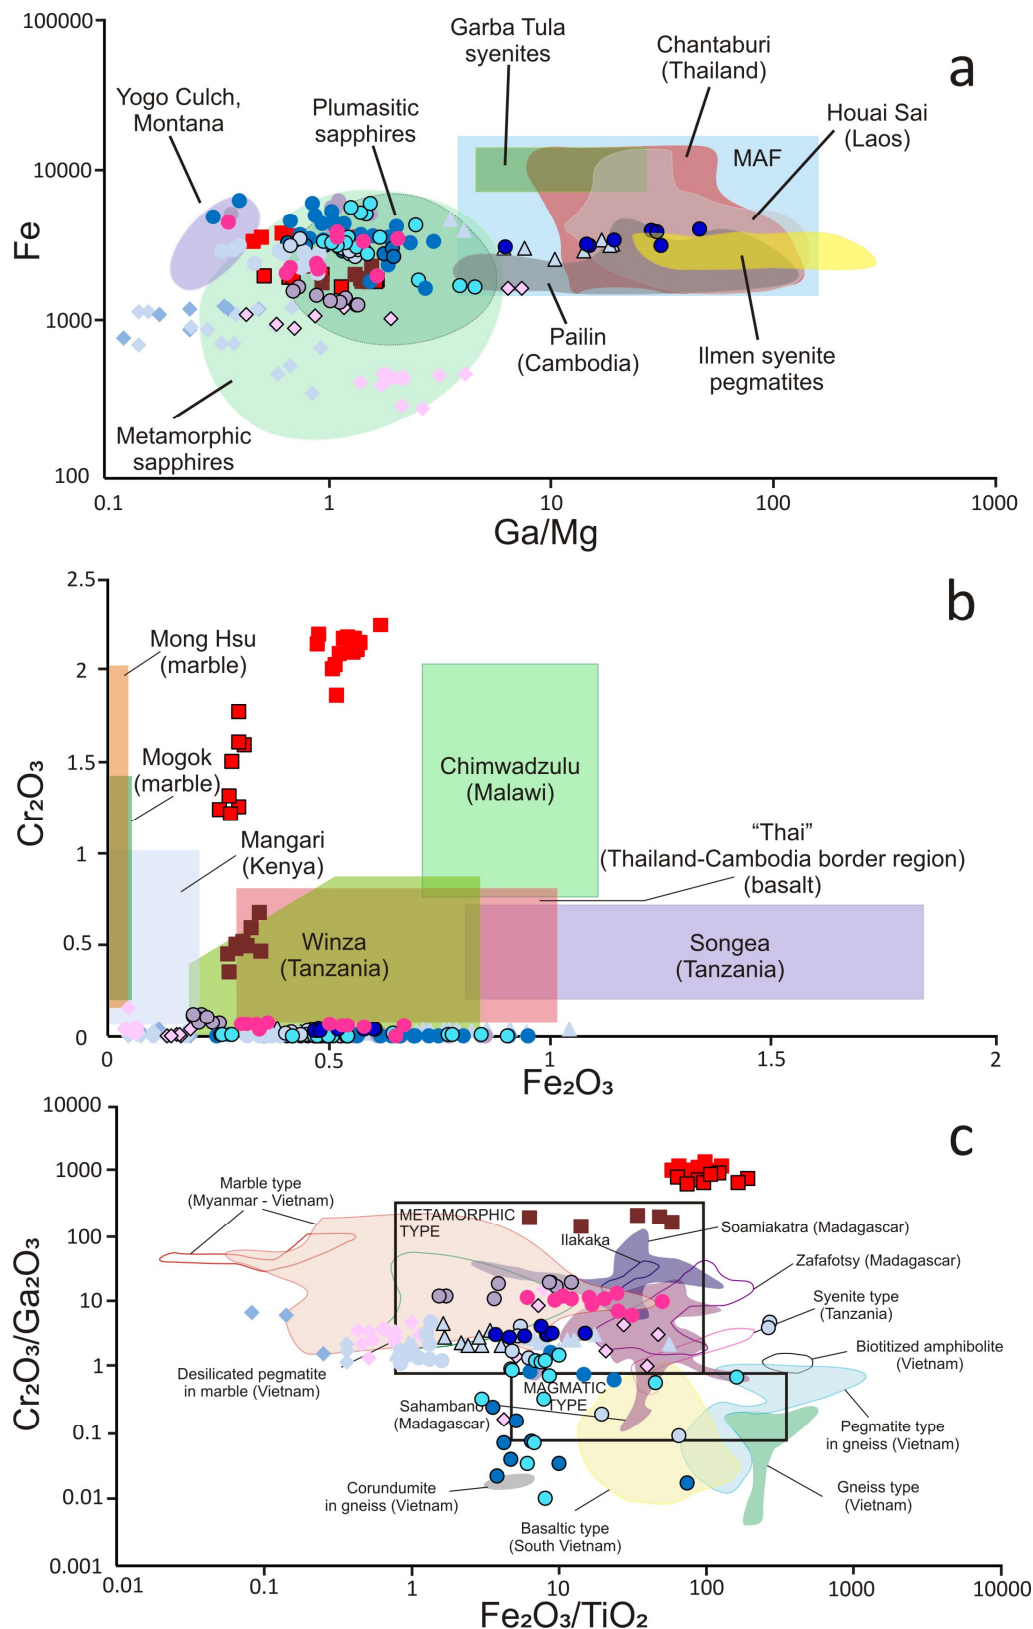 a
100000
10000
1000
100
Fe
0.1
1
10
100
1000
Ga/Mg
Yogo Culch,
Montana
Plumasitic
sapphires
Garba Tula
syenites
Chantaburi
(Thailand)
Houai Sai
(Laos)
MAF
Pailin
(Cambodia)
Ilmen syenite
pegmatites
Metamorphic
sapphires
b
2.5
2
1.5
1
0.5
0
Cr₂O₃
0
0.5
1
1.5
2
Fe₂O₃
Mong Hsu
(marble)
Mogok
(marble)
Mangari
(Kenya)
Chimwadzulu
(Malawi)
“Thai”
(Thailand-Cambodia border region)
(basalt)
Winza
(Tanzania)
Songea
(Tanzania)
c
10000
1000
100
10
1
0.1
0.01
0.001
Cr₂O₃/Ga₂O₃
0.01
0.1
1
10
100
1000
10000
Fe₂O₃/TiO₂
Marble type
(Myanmar - Vietnam)
METAMORPHIC
TYPE
Ilakaka
Soamiakatra (Madagascar)
Zafafotsy (Madagascar)
Syenite type
(Tanzania)
Biotitized amphibolite
(Vietnam)
Desilicated pegmatite
in marble (Vietnam)
MAGMATIC
TYPE
Sahambano
(Madagascar)
Pegmatite type
in gneiss (Vietnam)
Corundumite
in gneiss (Vietnam)
Gneiss type
(Vietnam)
Basaltic type
(South Vietnam)